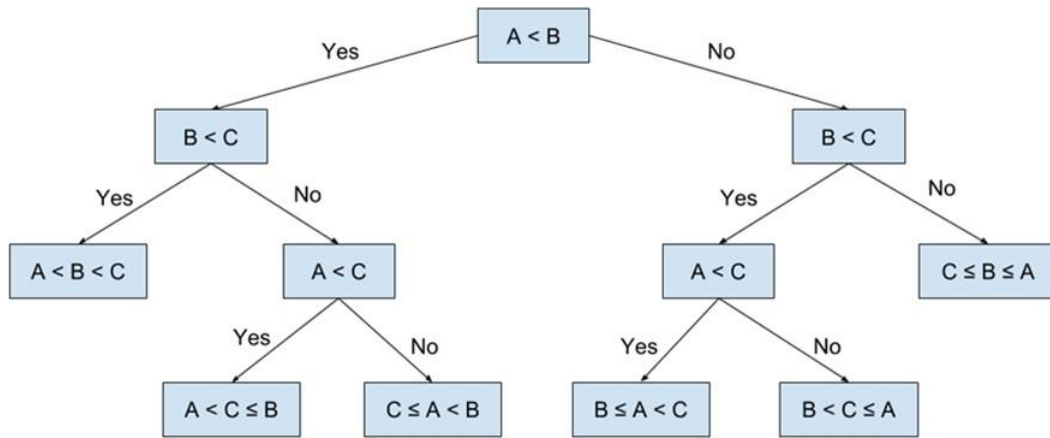 A < B
Yes
No
B < C
B < C
Yes
No
Yes
No
A < B < C
A < C
A < C
C ≤ B ≤ A
Yes
No
Yes
No
A < C ≤ B
C ≤ A < B
B ≤ A < C
B < C ≤ A